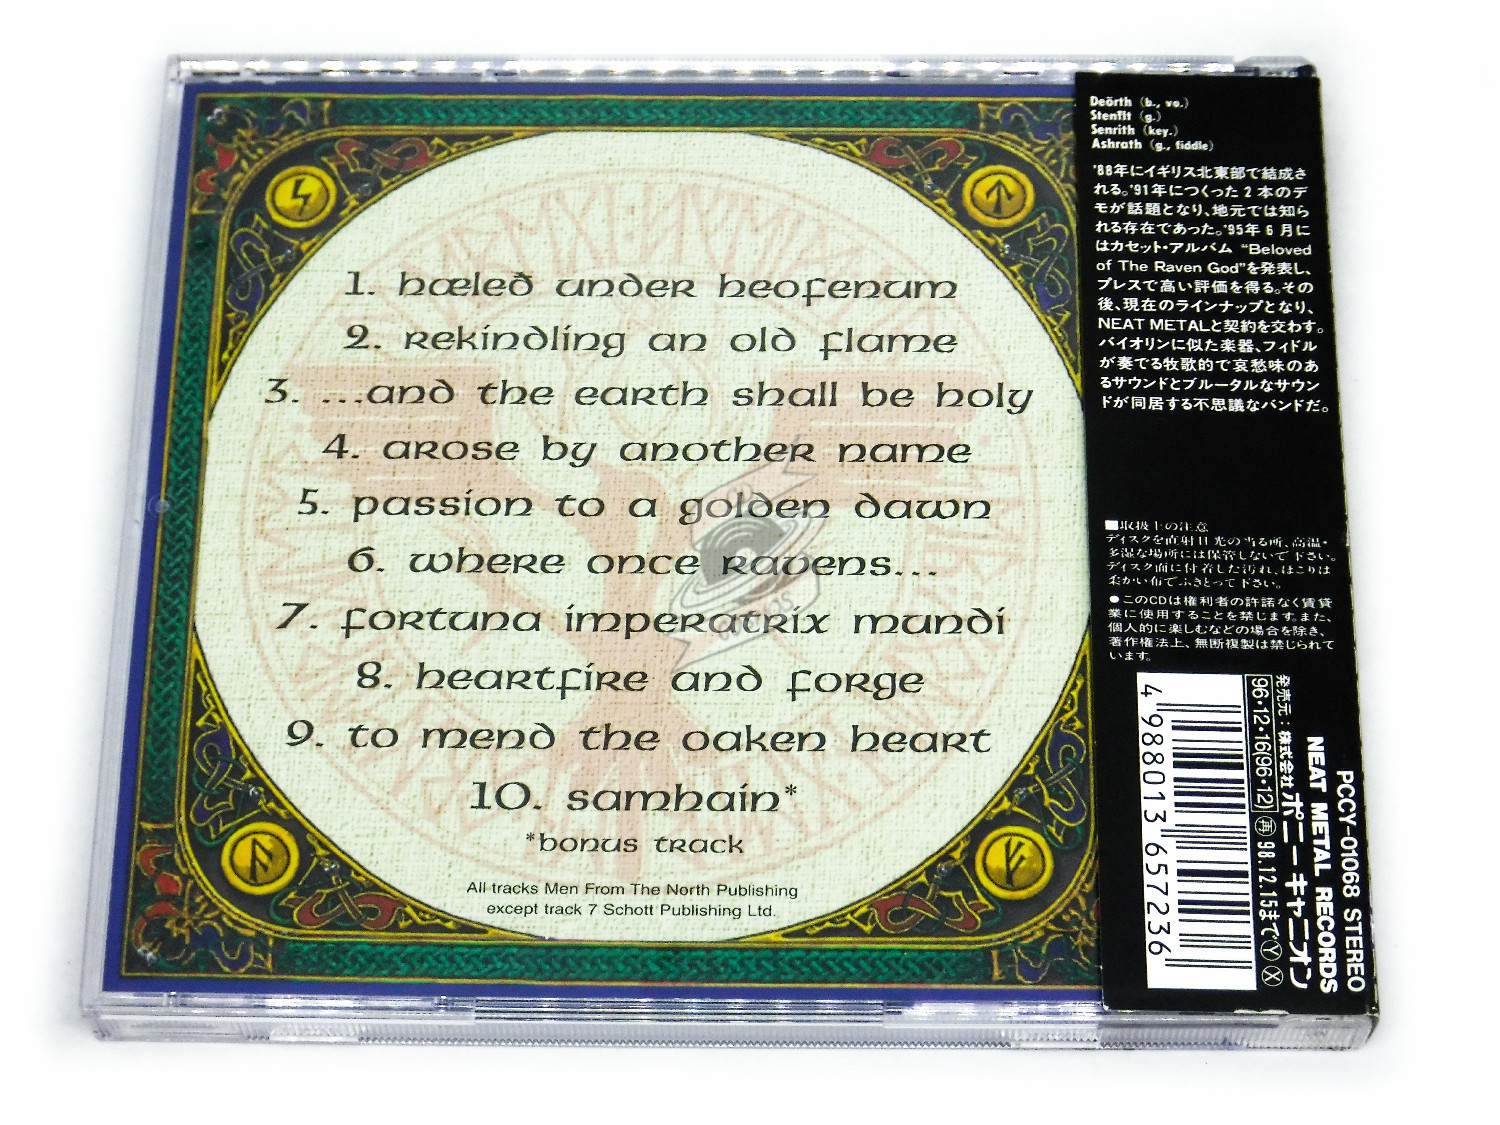 1. hæleð under heofenum
2. rekindling an old flame
3. ...and the earth shall be holy
4. arose by another name
5. passion to a golden dawn
6. where once ravens...
7. fortuna imperatrix mundi
8. heartfire and forge
9. to mend the oaken heart
10. samhain*
*bonus track
All tracks Men From The North Publishing
except track 7 Schott Publishing Ltd.
Deörth (b., vo.)
Stenfit (g.)
Senrith (key.)
Ashrath (g., fiddle)
'88年にイギリス北東部で結成さ
れる。'91年につくった2本のデ
モが話題となり、地元では知ら
れる存在であった。'95年6月に
はカセット・アルバム “Beloved
of The Raven God”を発表し、
プレスで高い評価を得る。その
後、現在のラインナップとなり、
NEAT METALと契約を交わす。
バイオリンに似た楽器、フィドル
が奏でる牧歌的で哀愁味のあ
るサウンドとブルータルなサウン
ドが同居する不思議なバンドだ。
■取扱上の注意
ディスクを直射日光の当る所、高温・
多湿な場所には保管しないで下さい。
ディスク面に付着した汚れ、ほこりは
柔かい布でふきとって下さい。
●このCDは権利者の許諾なく賃貸
業に使用することを禁じます。また、
個人的に楽しむなどの場合を除き、
著作権法上、無断複製は禁じられて
います。
PCCY-01068 STEREO
NEAT METAL RECORDS
発売元:株式会社ポニーキャニオン
96・12・16(96・12)再98.12.15までⓎⓍ
4 988013 657236